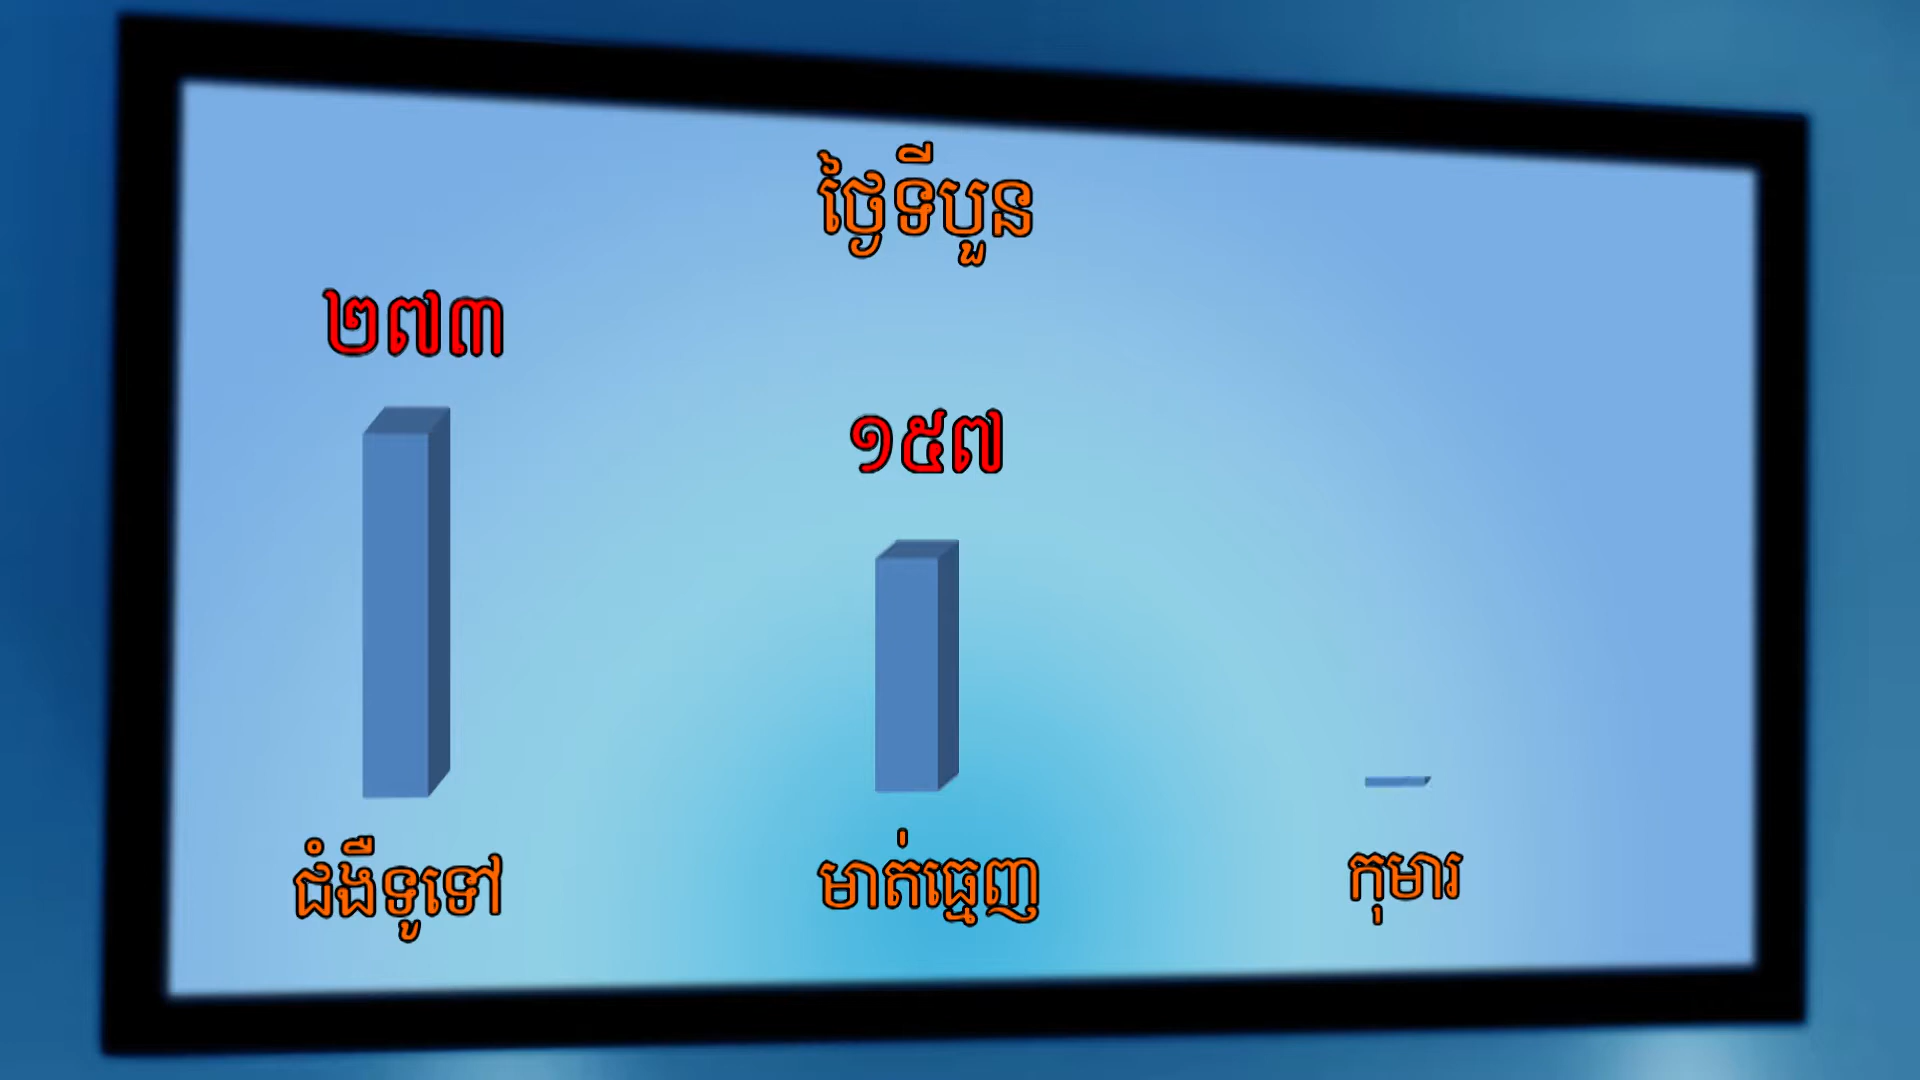 ថ្ងៃទីបួន
២៧៣
១៥៧
ជំងឺទូទៅ
មាត់ធ្មេញ
កុមារ